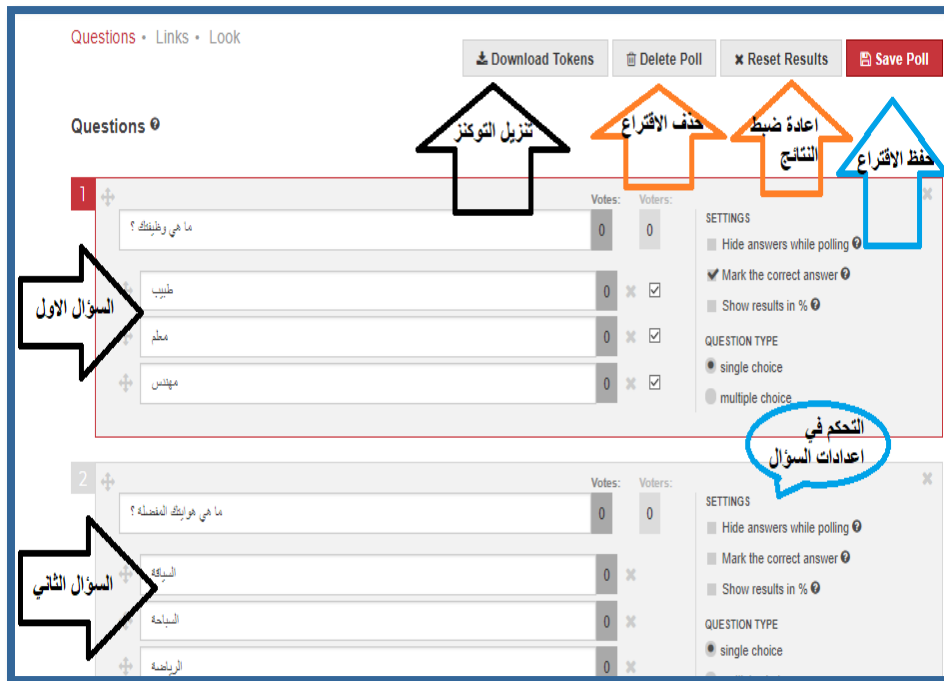 Questions • Links • Look
Download Tokens
Delete Poll
Reset Results
Save Poll
تنزيل التوكنز
حذف الاقتراع
اعادة ضبط
النتائج
حفظ الاقتراع
Questions
1
Votes: Voters:
ما هي وظيفتك ؟
0 0
طبيب
0
معلم
0
مهندس
0
السؤال الاول
SETTINGS
Hide answers while polling
Mark the correct answer
Show results in %
QUESTION TYPE
single choice
multiple choice
التحكم في
اعدادات السؤال
2
Votes: Voters:
ما هي هوايتك المفضله ؟
0 0
السياقة
0
السباحة
0
الرياضة
0
السؤال الثاني
SETTINGS
Hide answers while polling
Mark the correct answer
Show results in %
QUESTION TYPE
single choice